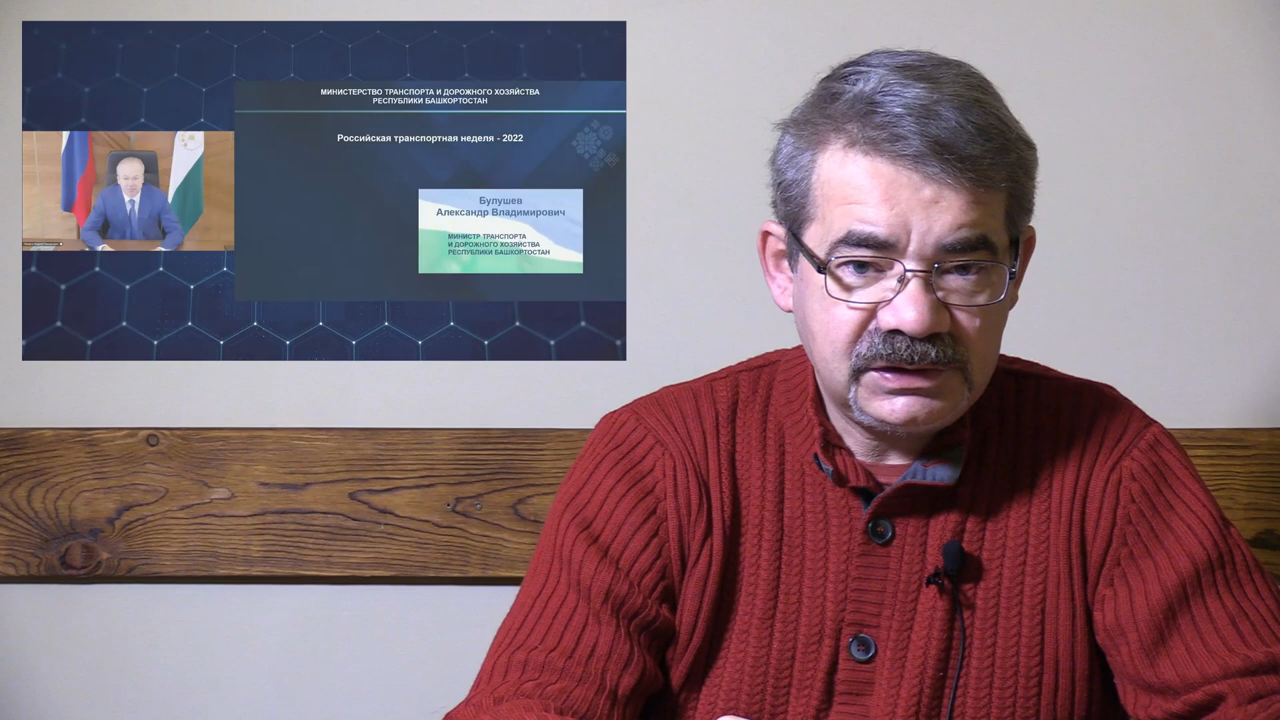 МИНИСТЕРСТВО ТРАНСПОРТА И ДОРОЖНОГО ХОЗЯЙСТВА
РЕСПУБЛИКИ БАШКОРТОСТАН
Российская транспортная неделя - 2022
Булушев
Александр Владимирович
МИНИСТР ТРАНСПОРТА
И ДОРОЖНОГО ХОЗЯЙСТВА
РЕСПУБЛИКИ БАШКОРТОСТАН